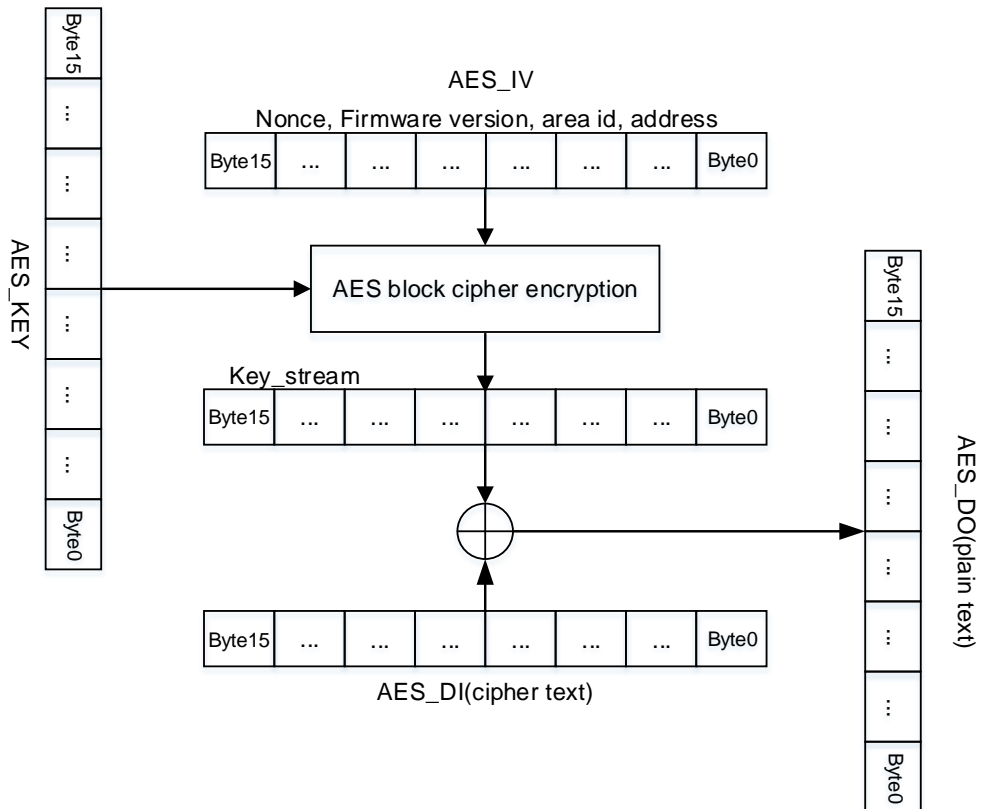 AES_IV
Nonce, Firmware version, area id, address
Byte15 ... ... ... ... ... ... Byte0
AES_KEY
Byte15
...
...
...
...
...
...
Byte0
AES block cipher encryption
Key_stream
Byte15 ... ... ... ... ... ... Byte0
Byte15 ... ... ... ... ... ... Byte0
AES_DI(cipher text)
Byte15
...
...
...
...
...
...
Byte0
AES_DO(plain text)